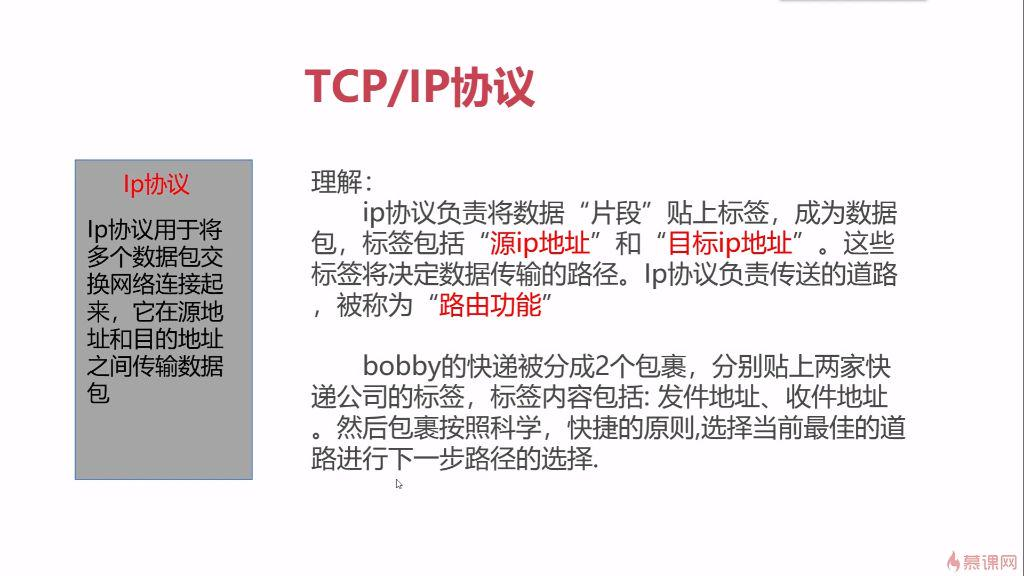 TCP/IP协议
Ip协议
Ip协议用于将
多个数据包交
换网络连接起
来，它在源地
址和目的地址
之间传输数据
包
理解：
ip协议负责将数据“片段”贴上标签，成为数据
包，标签包括“源ip地址”和“目标ip地址”。这些
标签将决定数据传输的路径。Ip协议负责传送的道路
，被称为“路由功能”
bobby的快递被分成2个包裹，分别贴上两家快
递公司的标签，标签内容包括: 发件地址、收件地址
。然后包裹按照科学，快捷的原则,选择当前最佳的道
路进行下一步路径的选择.
慕课网